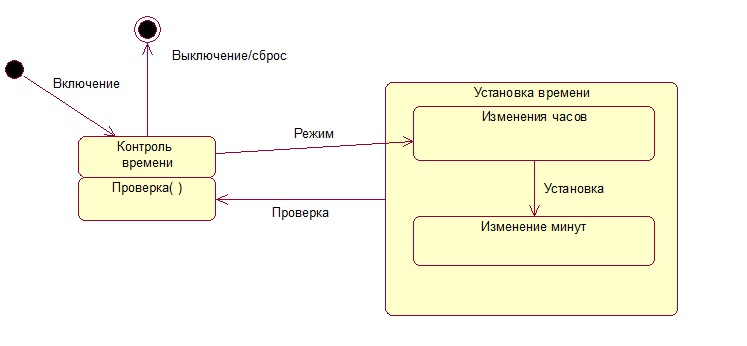 Выключение/сброс
Включение
Установка времени
Изменения часов
Режим
Контроль
времени
Проверка( )
Установка
Проверка
Изменение минут